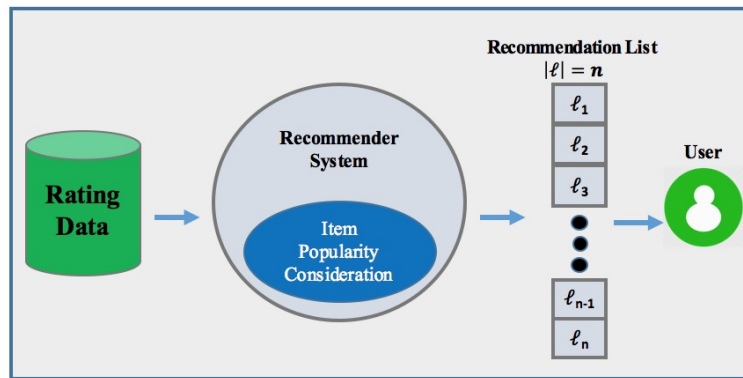 Rating
Data
Recommender
System
Item
Popularity
Consideration
Recommendation List
|ℓ| = n
ℓ1
ℓ2
ℓ3
ℓn-1
ℓn
User